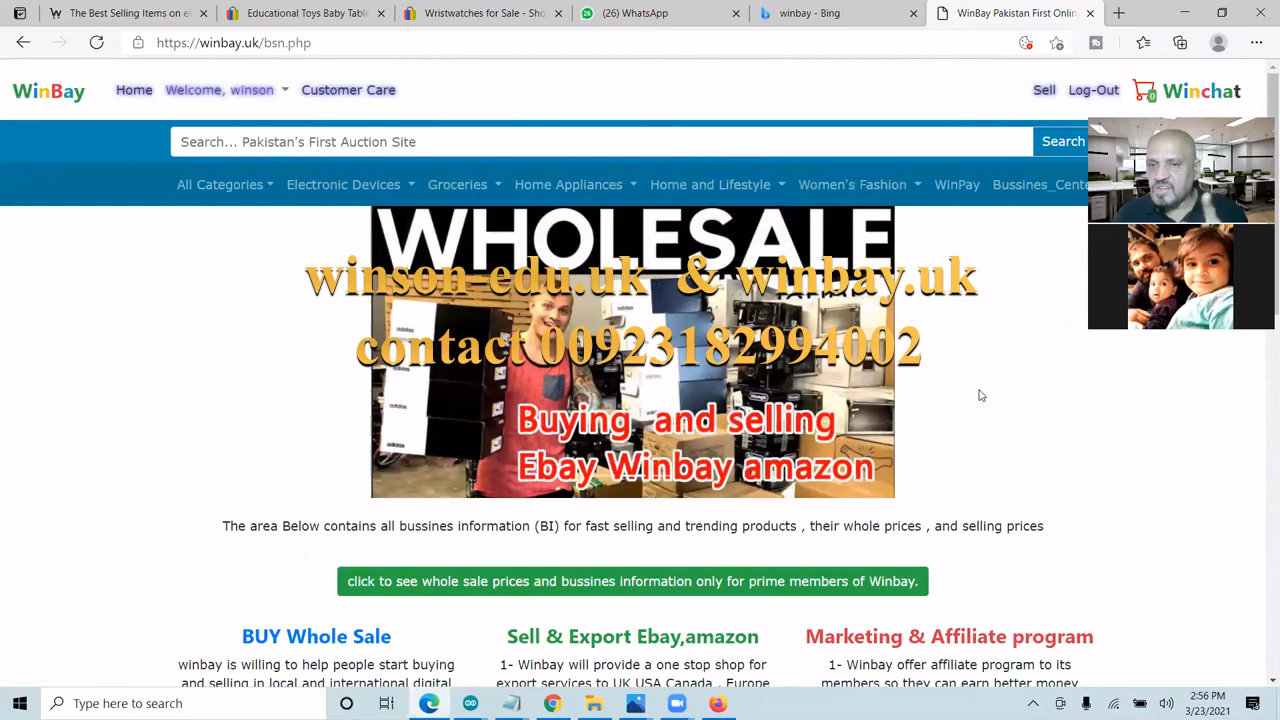 The Best Selling Items on e
Educational Toys Baby Table
Wristwatches for Sale - Sho
(26) WhatsApp
winbay - Bing
WinBay Pakistan First Onlin
https://winbay.uk/bsn.php
WinBay
Home
Welcome, winson
Customer Care
Sell
Log-Out
0
Winchat
Search... Pakistan's First Auction Site
Search
All Categories
Electronic Devices
Groceries
Home Appliances
Home and Lifestyle
Women's Fashion
WinPay
Bussines_Cente
WHOLESALE
winson-edu.uk & winbay.uk
contact 00923182994002
adidas
adidas
adidas
adidas
Buying and selling
Ebay Winbay amazon
The area Below contains all bussines information (BI) for fast selling and trending products , their whole prices , and selling prices
click to see whole sale prices and bussines information only for prime members of Winbay.
BUY Whole Sale
Sell & Export Ebay,amazon
Marketing & Affiliate program
winbay is willing to help people start buying
and selling in local and international digital
1- Winbay will provide a one stop shop for
export services to UK USA Canada , Europe
1- Winbay offer affiliate program to its
members so they can earn better money
Type here to search
2:56 PM
3/23/2021